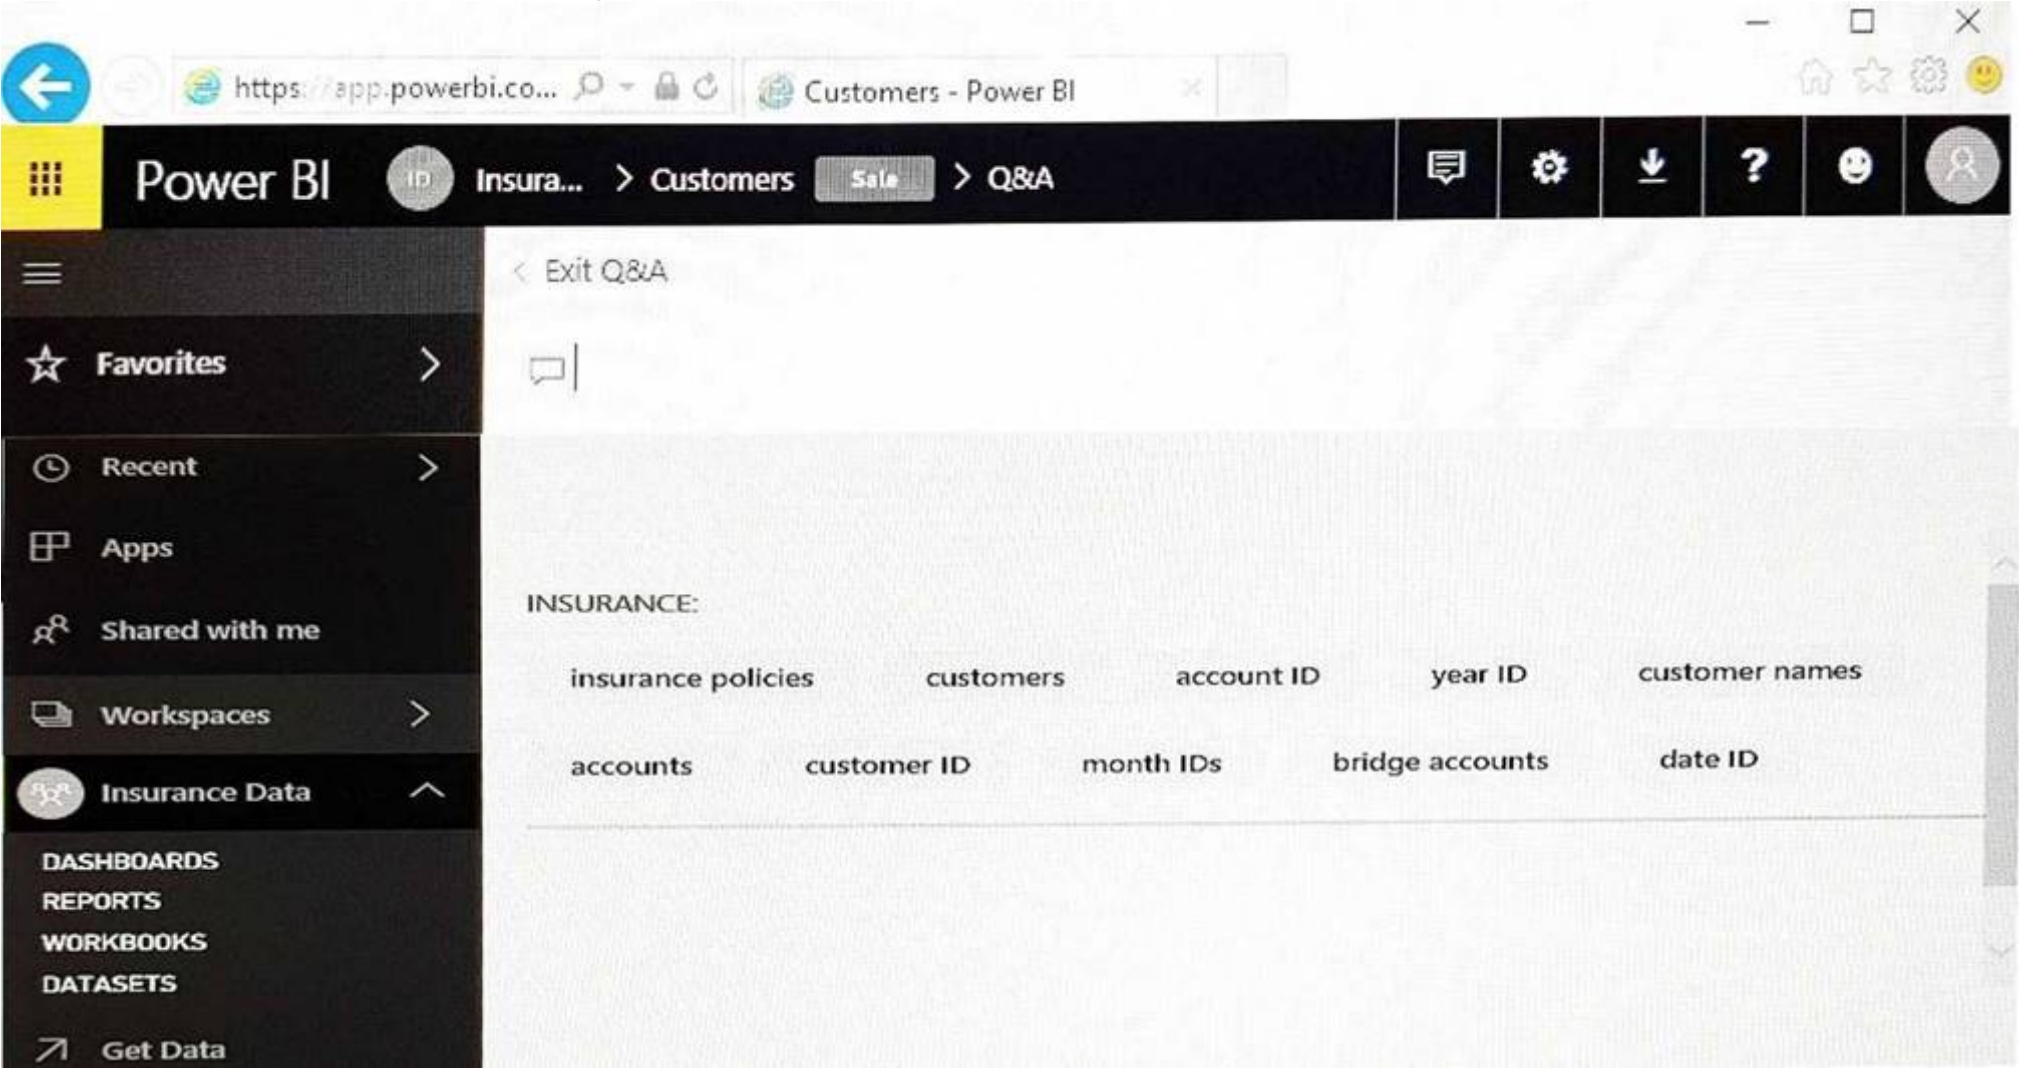 https://app.powerbi.co... Customers - Power BI
Power BI ID Insura... > Customers Sale > Q&A ?
< Exit Q&A
Favorites >
Recent >
Apps
INSURANCE:
Shared with me
insurance policies customers account ID year ID customer names
Workspaces >
accounts customer ID month IDs bridge accounts date ID
Insurance Data
DASHBOARDS
REPORTS
WORKBOOKS
DATASETS
Get Data